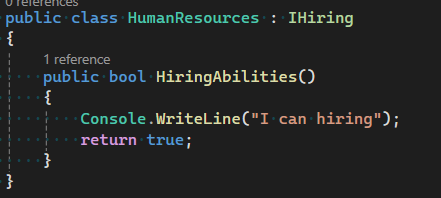 0 references
public class HumanResources : IHiring
{
1 reference
public bool HiringAbilities()
{
Console.WriteLine("I can hiring");
return true;
}
}